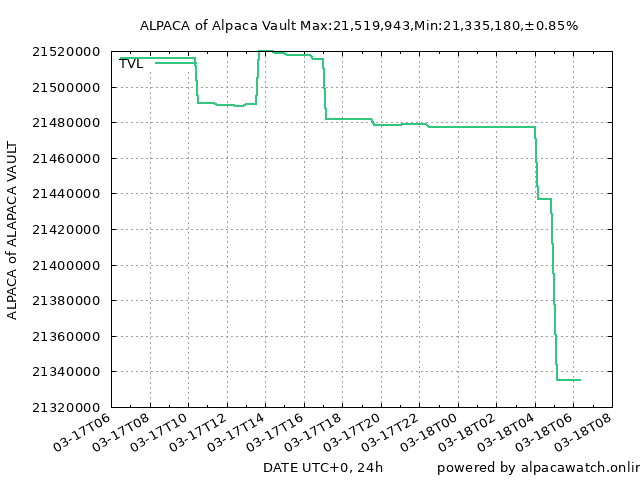 ALPACA of Alpaca Vault Max:21,519,943,Min:21,335,180,±0.85%
21520000
TVL
21500000
21480000
21460000
21440000
21420000
21400000
21380000
21360000
21340000
21320000
ALPACA of ALAPACA VAULT
03-17T06 03-17T08 03-17T10 03-17T12 03-17T14 03-17T16 03-17T18 03-17T20 03-17T22 03-18T00 03-18T02 03-18T04 03-18T06 03-18T08
DATE UTC+0, 24h powered by alpacawatch.onlin